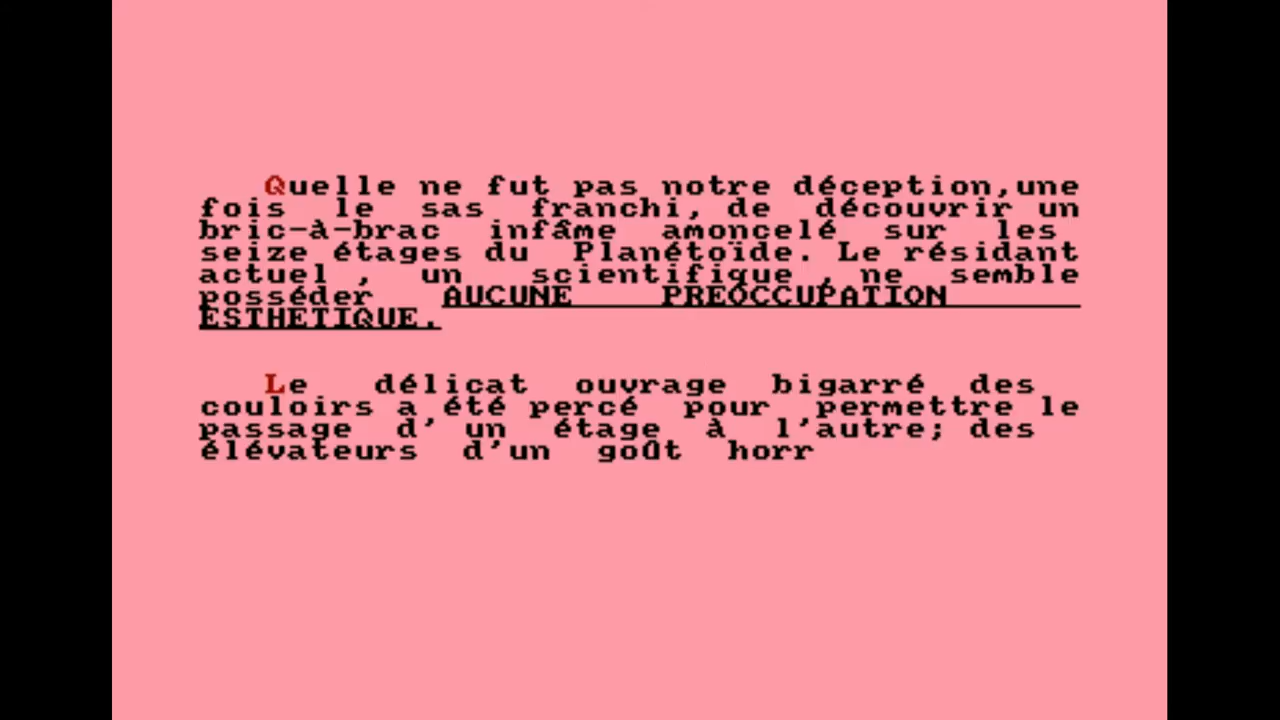 Quelle ne fut pas notre déception,une
fois le sas franchi, de découvrir un
bric-à-brac infâme amoncelé sur les
seize étages du Planétoïde. Le résidant
actuel , un scientifique , ne semble
posséder AUCUNE PREOCCUPATION
ESTHETIQUE.
Le délicat ouvrage bigarré des
couloirs a été percé pour permettre le
passage d' un étage à l'autre; des
élévateurs d'un goût horr